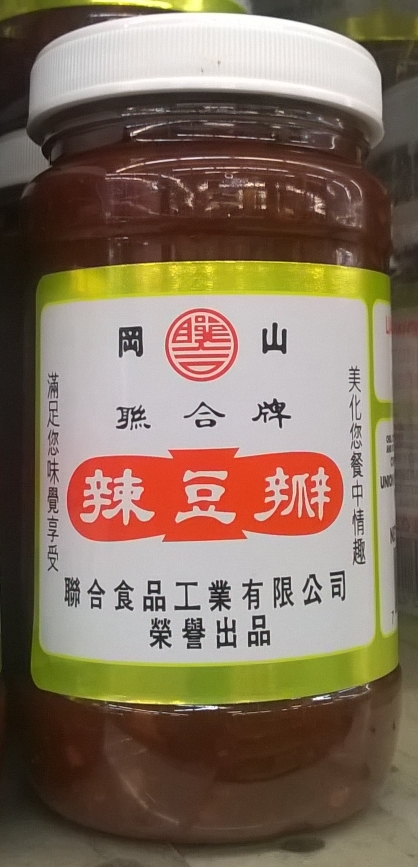 岡 山
聯合牌
辣豆瓣
聯合食品工業有限公司
榮譽出品
美化您餐中情趣
滿足您味覺享受